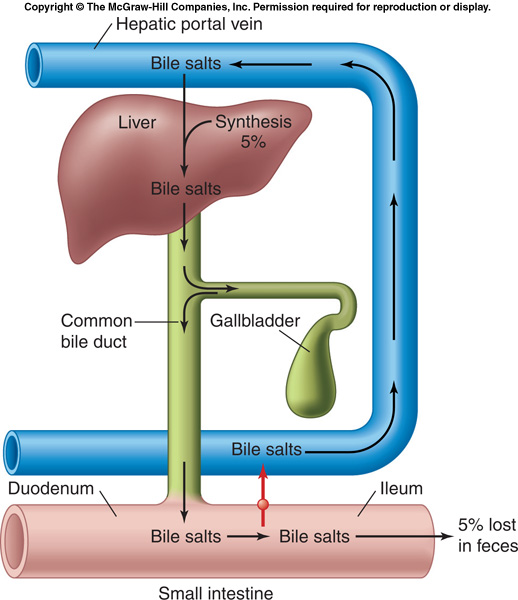 Copyright © The McGraw-Hill Companies, Inc. Permission required for reproduction or display.
Hepatic portal vein
Bile salts
Liver
Synthesis
5%
Bile salts
Common
bile duct
Gallbladder
Bile salts
Duodenum
Ileum
Bile salts
Bile salts
5% lost
in feces
Small intestine